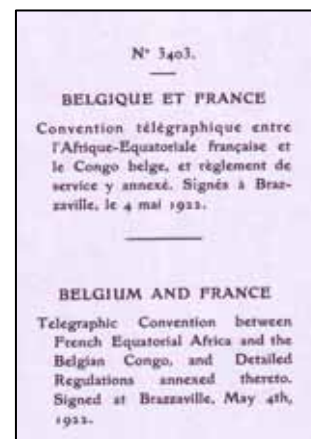 N° 3403.
BELGIQUE ET FRANCE
Convention télégraphique entre
l'Afrique-Equatoriale française et
le Congo belge, et règlement de
service y annexé. Signés à Braz-
zaville, le 4 mai 1922.
BELGIUM AND FRANCE
Telegraphic Convention between
French Equatorial Africa and the
Belgian Congo, and Detailed
Regulations annexed thereto.
Signed at Brazzaville, May 4th,
1922.